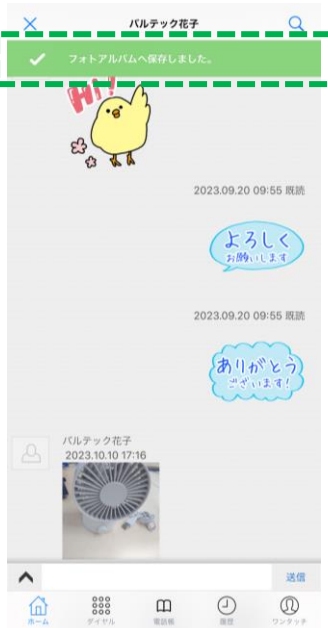 バルテック花子
フォトアルバムへ保存しました。
HI!
2023.09.20 09:55 既読
よろしく
お願いします
2023.09.20 09:55 既読
ありがとう
ございます!
バルテック花子
2023.10.10 17:16
送信
ホーム
ダイヤル
電話帳
履歴
ワンタッチ